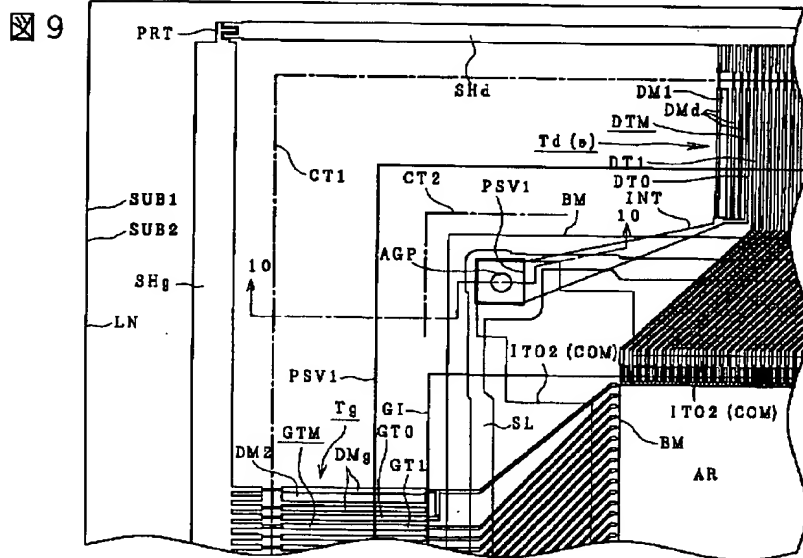 図 9
PRT
SHd
DM1
DMd
DTM
Td (s)
DT1
CT1
CT2
PSV1
BM
DT0
INT
SUB1
SUB2
10
10
AGP
SHg
LN
ITO2 (COM)
PSV1
GI
ITO2 (COM)
Tg
SL
BM
GTM
GT0
DM2
DMg
GT1
AR